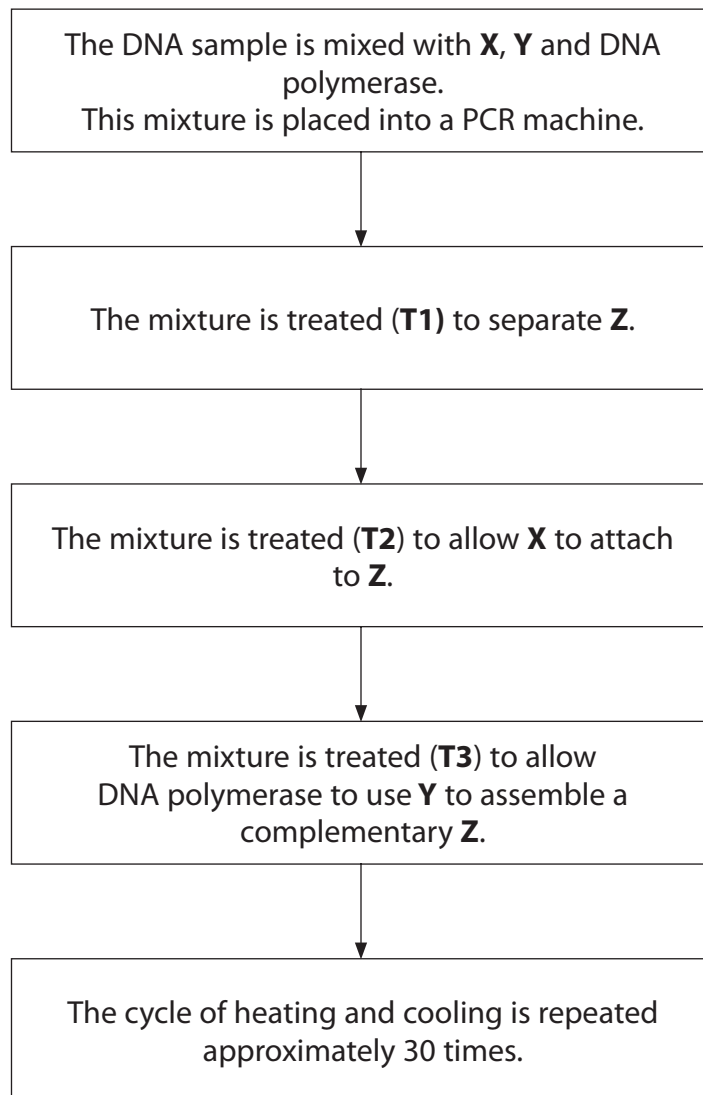 The DNA sample is mixed with X, Y and DNA
polymerase.
This mixture is placed into a PCR machine.
The mixture is treated (T1) to separate Z.
The mixture is treated (T2) to allow X to attach
to Z.
The mixture is treated (T3) to allow
DNA polymerase to use Y to assemble a
complementary Z.
The cycle of heating and cooling is repeated
approximately 30 times.